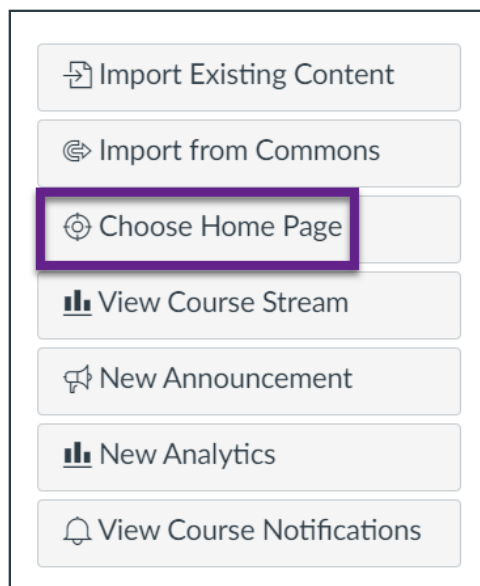 Import Existing Content
Import from Commons
Choose Home Page
View Course Stream
New Announcement
New Analytics
View Course Notifications